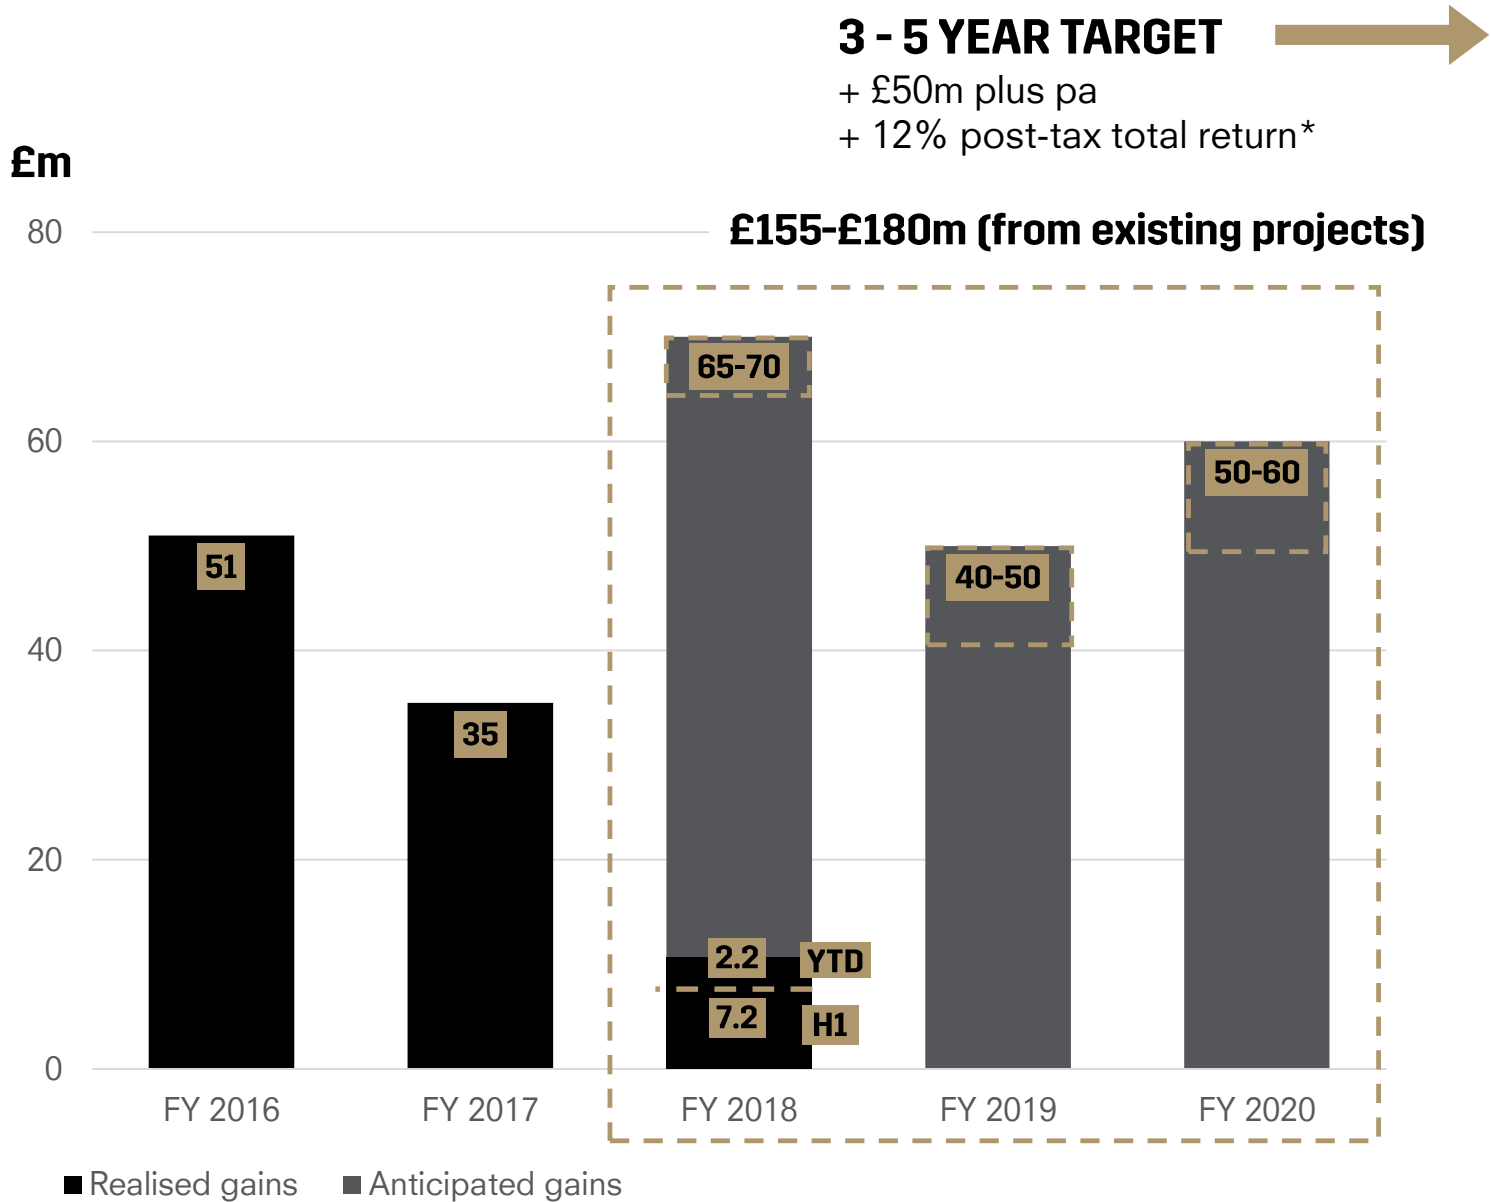 3 - 5 YEAR TARGET
+ £50m plus pa
+ 12% post-tax total return*
£m
£155-£180m (from existing projects)
80
60
40
20
0
51
35
65-70
40-50
50-60
2.2 YTD
7.2 H1
FY 2016 FY 2017 FY 2018 FY 2019 FY 2020
Realised gains Anticipated gains